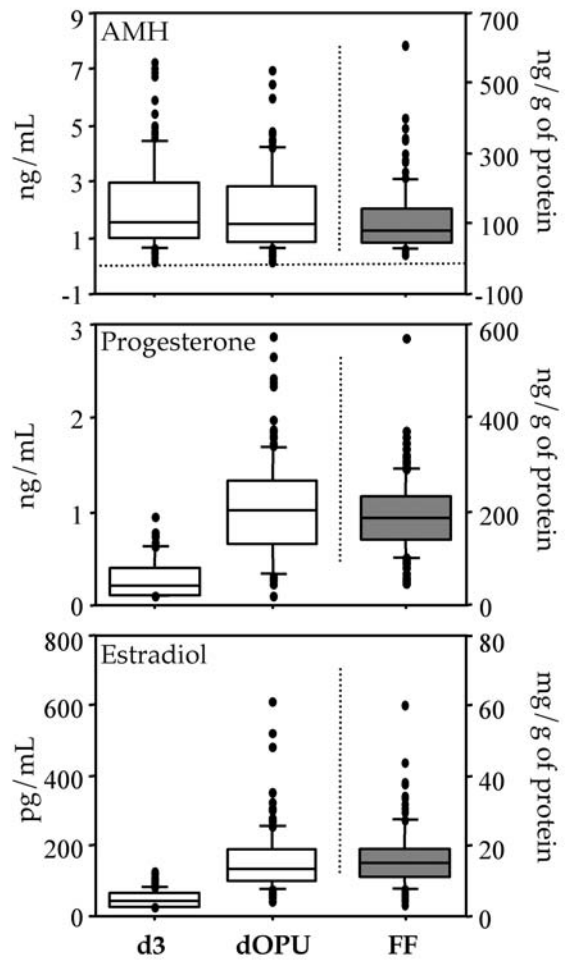 AMH
9
7
5
3
1
-1
ng/mL
700
500
300
100
-100
ng/g of protein
Progesterone
3
2
1
0
ng/mL
600
400
200
0
ng/g of protein
Estradiol
800
600
400
200
0
pg/mL
80
60
40
20
0
mg/g of protein
d3 dOPU FF